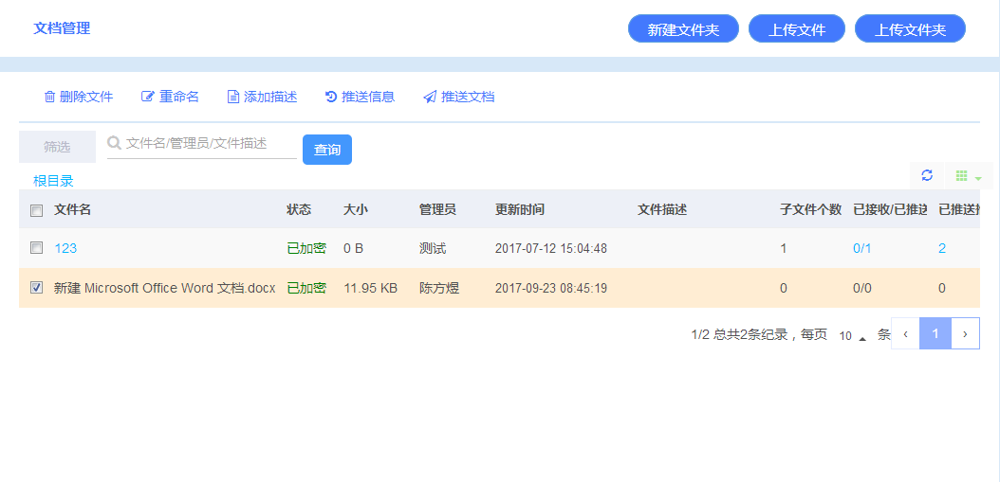 文档管理 新建文件夹 上传文件 上传文件夹
删除文件 重命名 添加描述 推送信息 推送文档
筛选 文件名/管理员/文件描述 查询
根目录
文件名 状态 大小 管理员 更新时间 文件描述 子文件个数 已接收/已推送 已推送
123 已加密 0 B 测试 2017-07-12 15:04:48 1 0/1 2
新建 Microsoft Office Word 文档.docx 已加密 11.95 KB 陈方煜 2017-09-23 08:45:19 0 0/0 0
1/2 总共2条纪录，每页 10 条 ‹ 1 ›